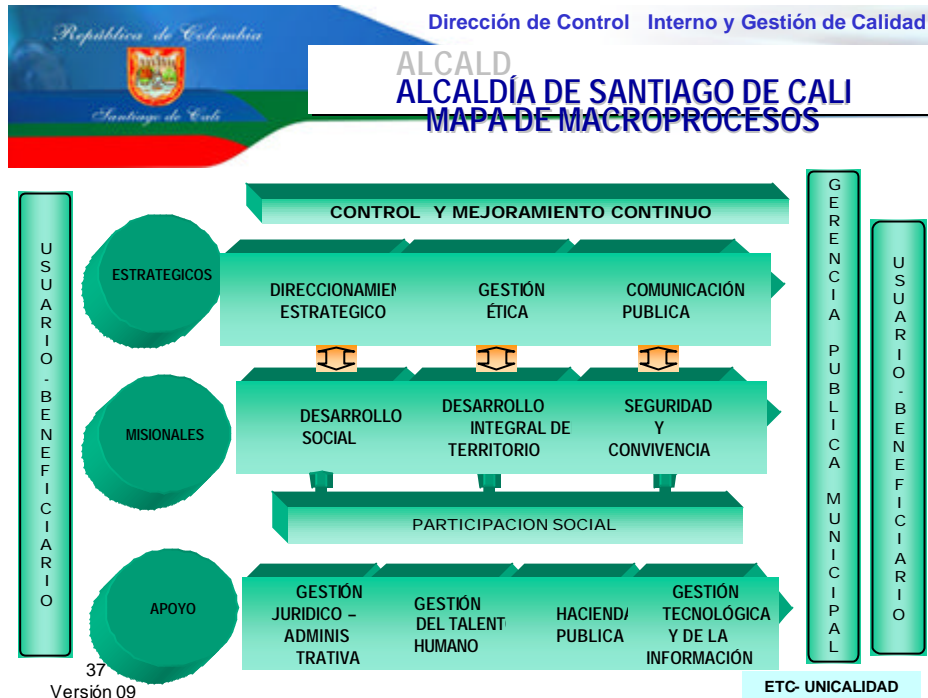 República de Colombia
Santiago de Cali
Dirección de Control Interno y Gestión de Calidad
ALCALD
ALCALDÍA DE SANTIAGO DE CALI
MAPA DE MACROPROCESOS
USUARIO-BENEFICIARIO
CONTROL Y MEJORAMIENTO CONTINUO
ESTRATEGICOS
DIRECCIONAMIEN
ESTRATEGICO
GESTIÓN
ÉTICA
COMUNICACIÓN
PUBLICA
MISIONALES
DESARROLLO
SOCIAL
DESARROLLO
INTEGRAL DE
TERRITORIO
SEGURIDAD
Y
CONVIVENCIA
PARTICIPACION SOCIAL
APOYO
GESTIÓN
JURIDICO –
ADMINIS
TRATIVA
GESTIÓN
DEL TALENT
HUMANO
HACIENDA
PUBLICA
GESTIÓN
TECNOLÓGICA
Y DE LA
INFORMACIÓN
GERENCIA PUBLICA MUNICIPAL
USUARIO-BENEFICIARIO
37
Versión 09
ETC- UNICALIDAD